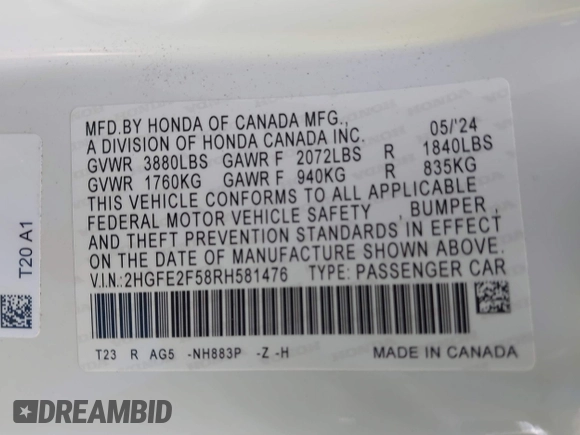 MFD.BY HONDA OF CANADA MFG.,
A DIVISION OF HONDA CANADA INC. 05/'24
GVWR 3880LBS GAWR F 2072LBS R 1840LBS
GVWR 1760KG GAWR F 940KG R 835KG
THIS VEHICLE CONFORMS TO ALL APPLICABLE
FEDERAL MOTOR VEHICLE SAFETY , BUMPER ,
AND THEFT PREVENTION STANDARDS IN EFFECT
ON THE DATE OF MANUFACTURE SHOWN ABOVE.
V.I.N.:2HGFE2F58RH581476 TYPE: PASSENGER CAR
T23 R AG5 -NH883P -Z -H MADE IN CANADA
T20 A1
DREAMBID